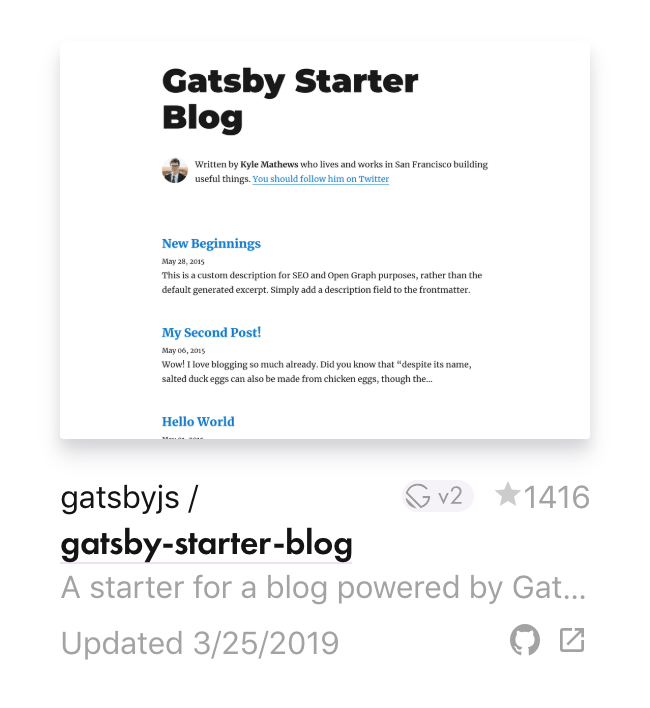 Gatsby Starter
Blog
Written by Kyle Mathews who lives and works in San Francisco building
useful things. You should follow him on Twitter
New Beginnings
May 28, 2015
This is a custom description for SEO and Open Graph purposes, rather than the
default generated excerpt. Simply add a description field to the frontmatter.
My Second Post!
May 06, 2015
Wow! I love blogging so much already. Did you know that “despite its name,
salted duck eggs can also be made from chicken eggs, though the…
Hello World
gatsbyjs /
v2
1416
gatsby-starter-blog
A starter for a blog powered by Gat...
Updated 3/25/2019